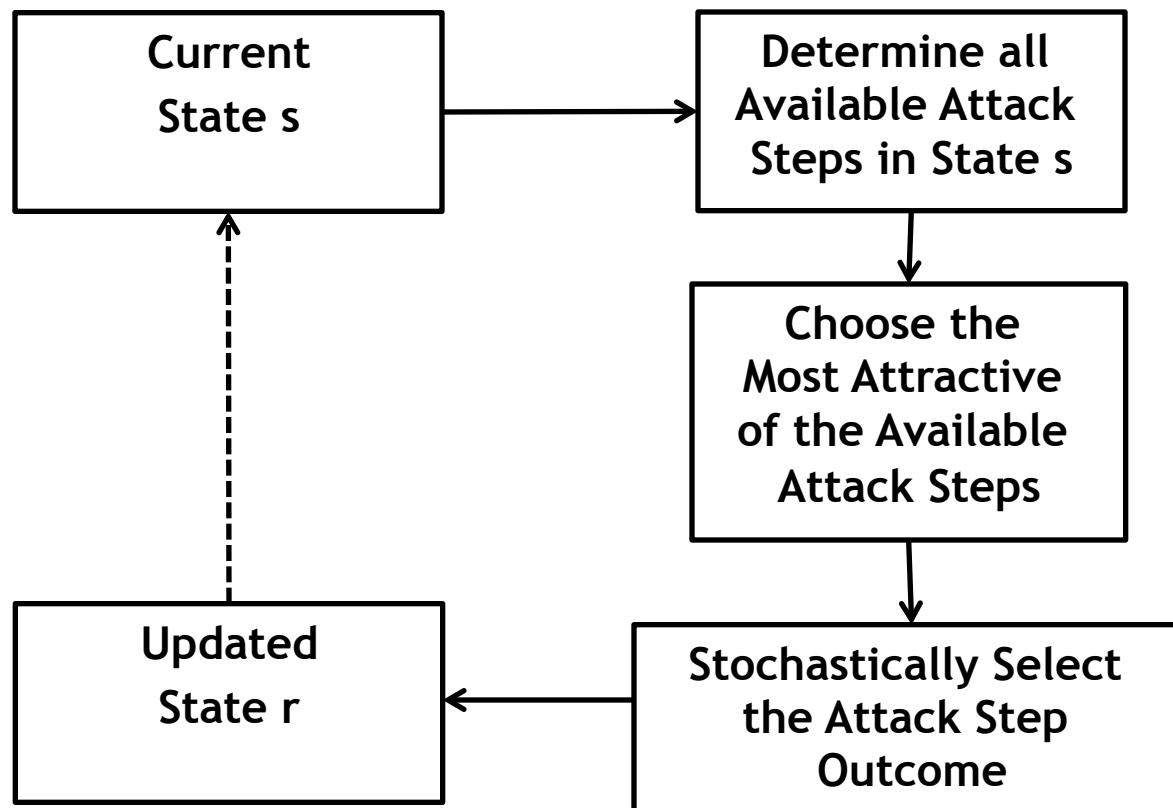 Current
State s
Determine all
Available Attack
Steps in State s
Choose the
Most Attractive
of the Available
Attack Steps
Stochastically Select
the Attack Step
Outcome
Updated
State r